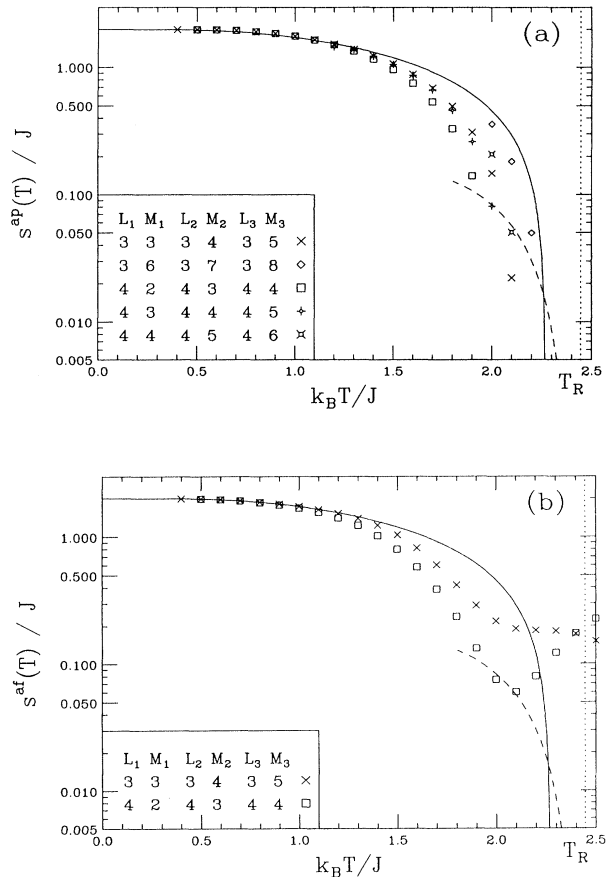 (a)
1.000
0.500
0.100
0.050
0.010
0.005
s^ap(T) / J
L₁ M₁ L₂ M₂ L₃ M₃
3 3 3 4 3 5 ×
3 6 3 7 3 8 ◇
4 2 4 3 4 4 □
4 3 4 4 4 5
4 4 4 5 4 6
0.0 0.5 1.0 1.5 2.0 T_R 2.5
k_BT/J
(b)
1.000
0.500
0.100
0.050
0.010
0.005
s^af(T) / J
L₁ M₁ L₂ M₂ L₃ M₃
3 3 3 4 3 5 ×
4 2 4 3 4 4 □
0.0 0.5 1.0 1.5 2.0 T_R 2.5
k_BT/J